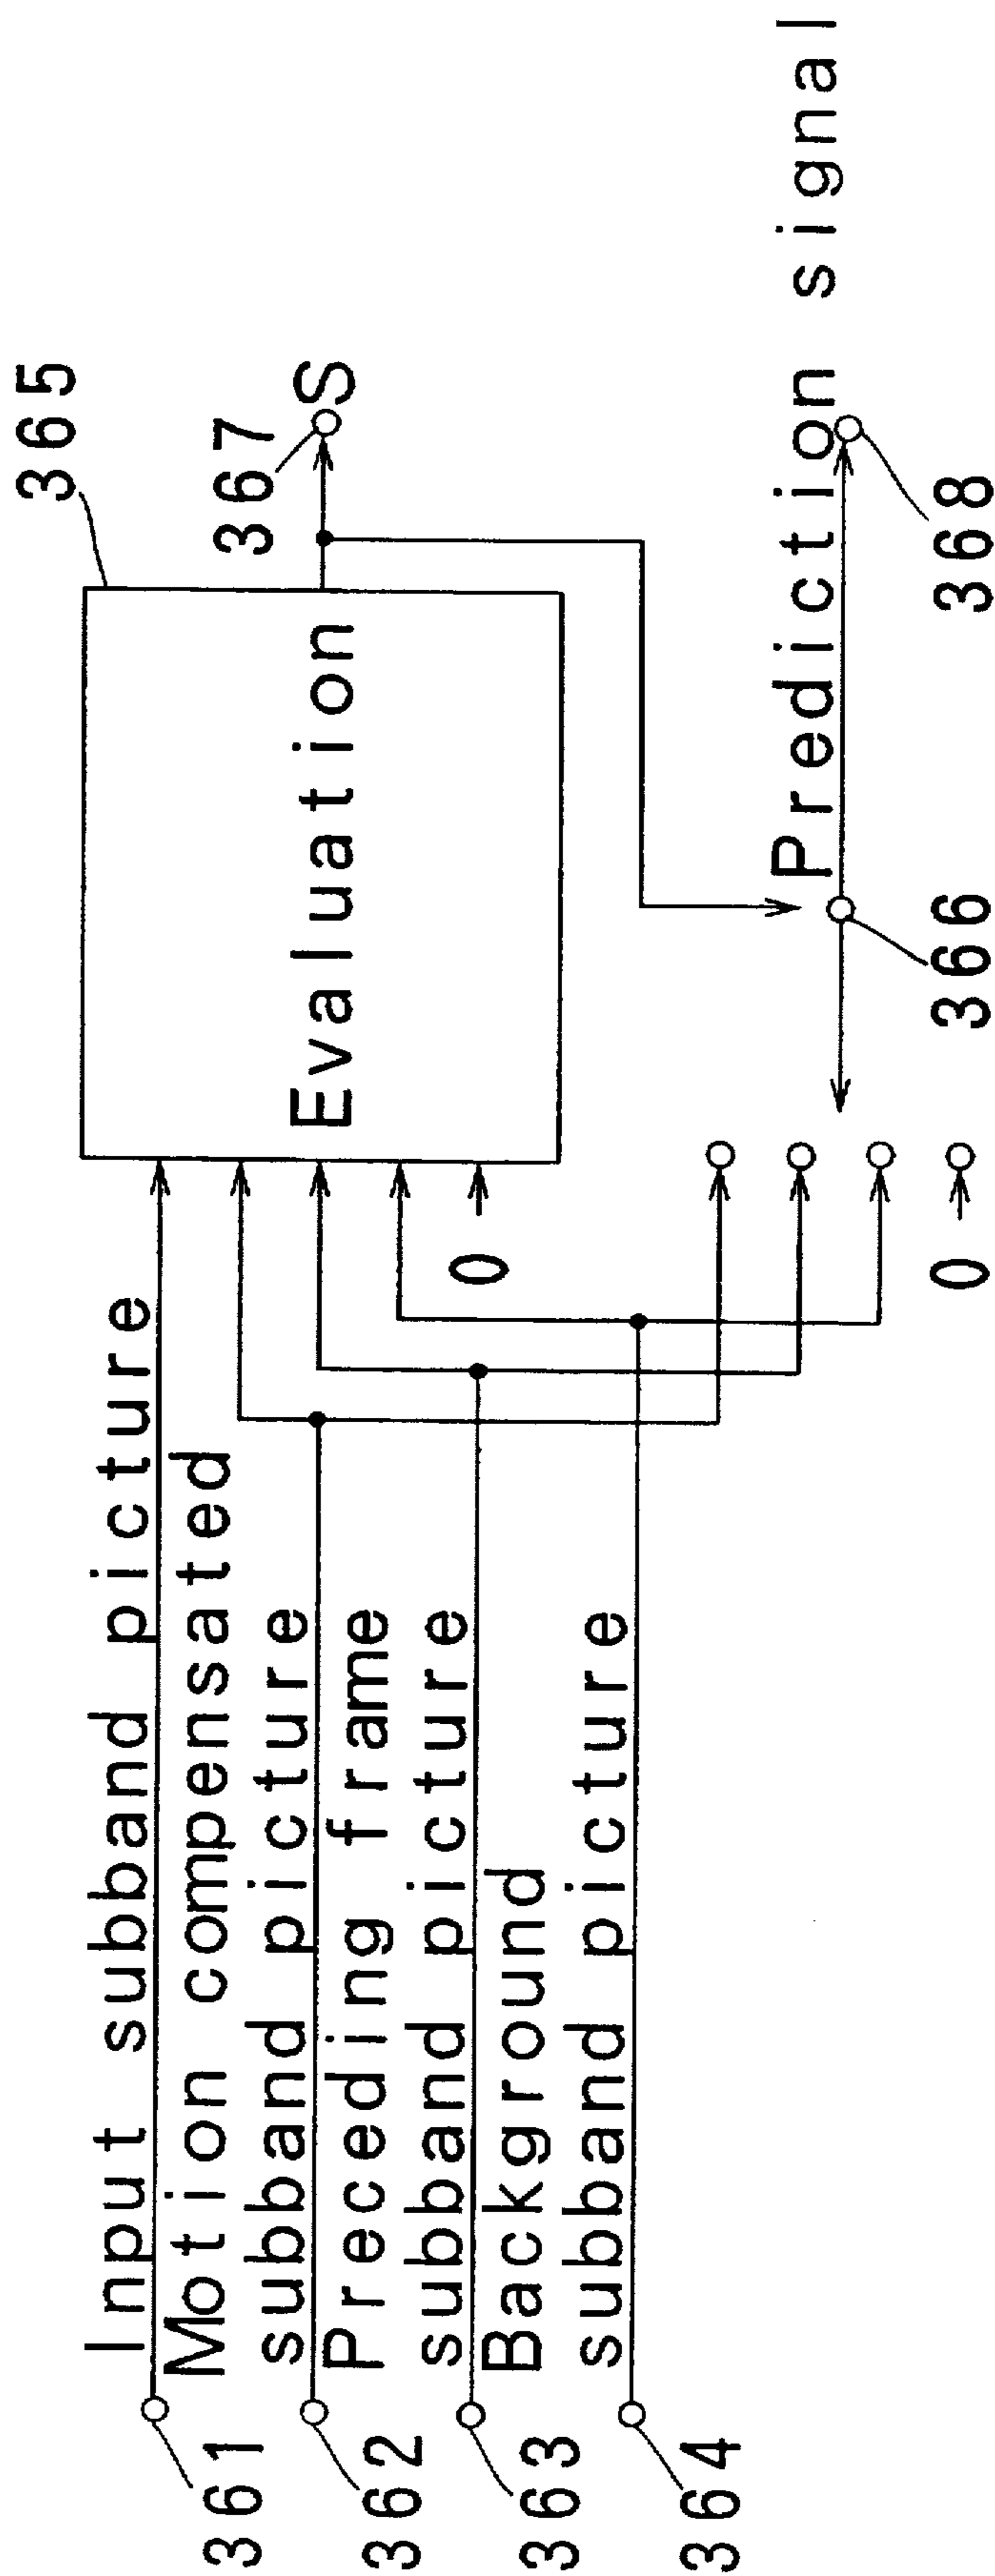 365
367
S
Evaluation
Input subband picture
361
Motion compensated
subband picture
362
Preceding frame
subband picture
363
Background
subband picture
364
0
0
Prediction signal
366
368